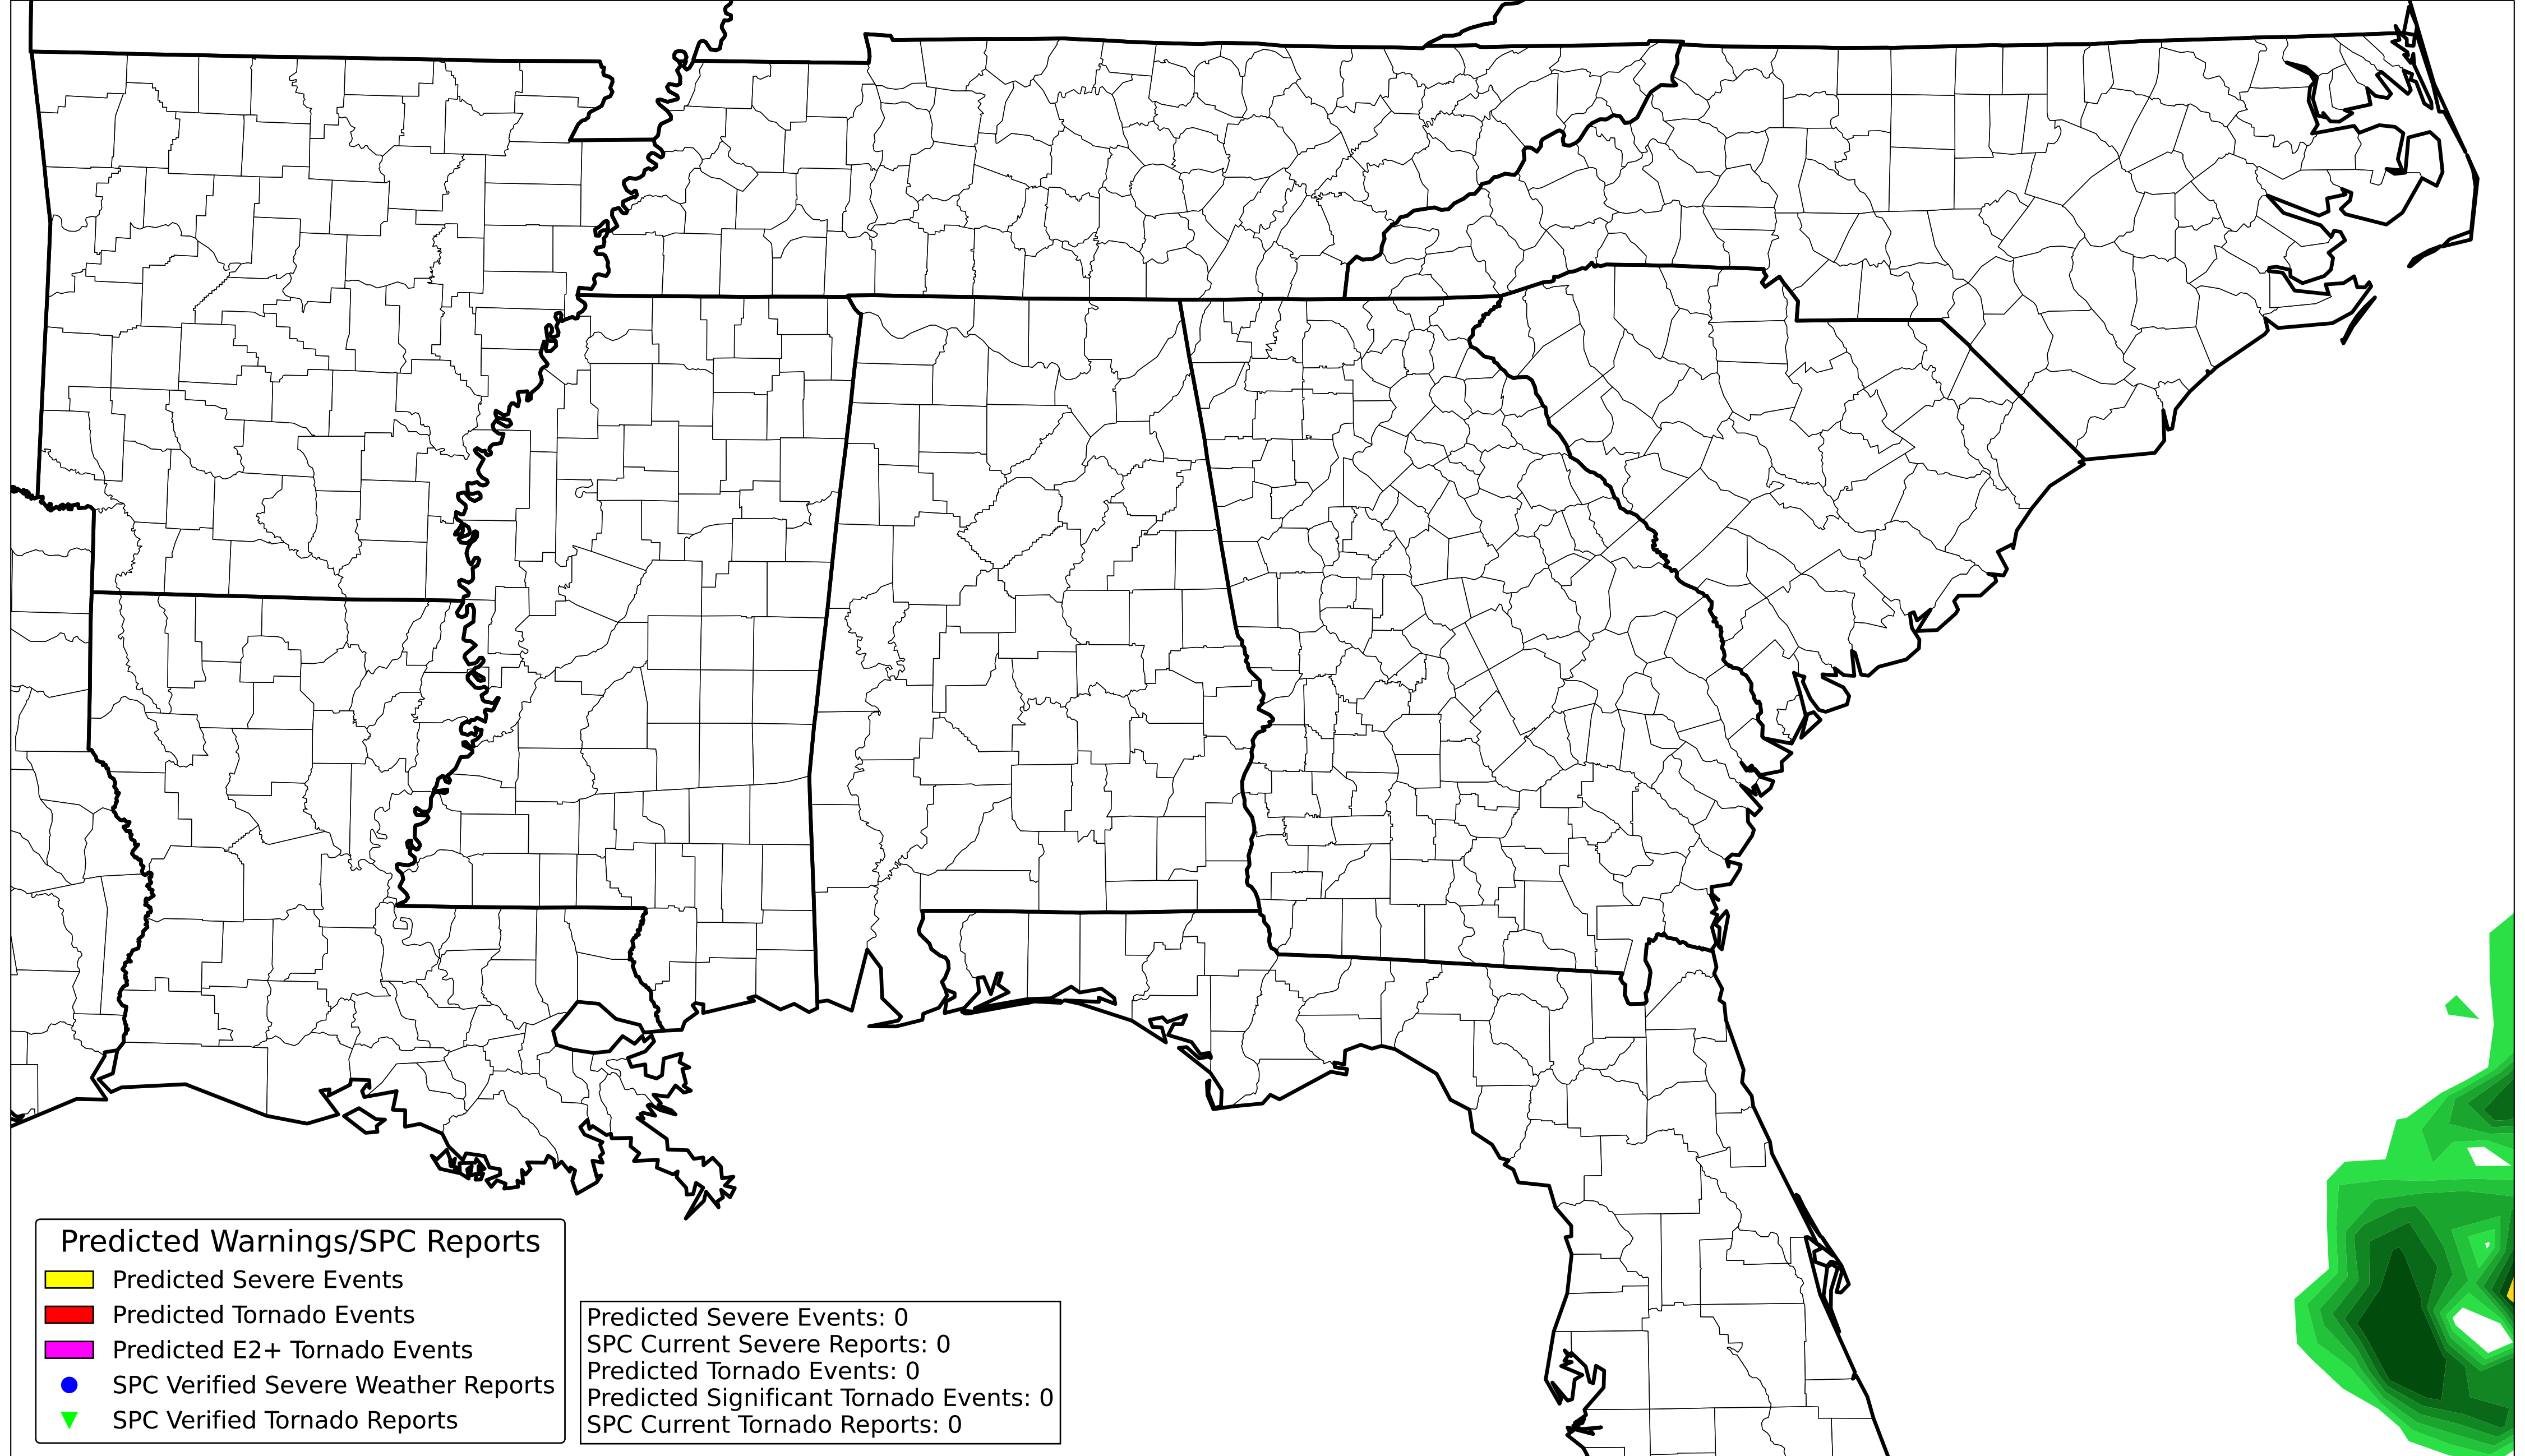 Predicted Warnings/SPC Reports
Predicted Severe Events
Predicted Tornado Events
Predicted E2+ Tornado Events
SPC Verified Severe Weather Reports
SPC Verified Tornado Reports
Predicted Severe Events: 0
SPC Current Severe Reports: 0
Predicted Tornado Events: 0
Predicted Significant Tornado Events: 0
SPC Current Tornado Reports: 0